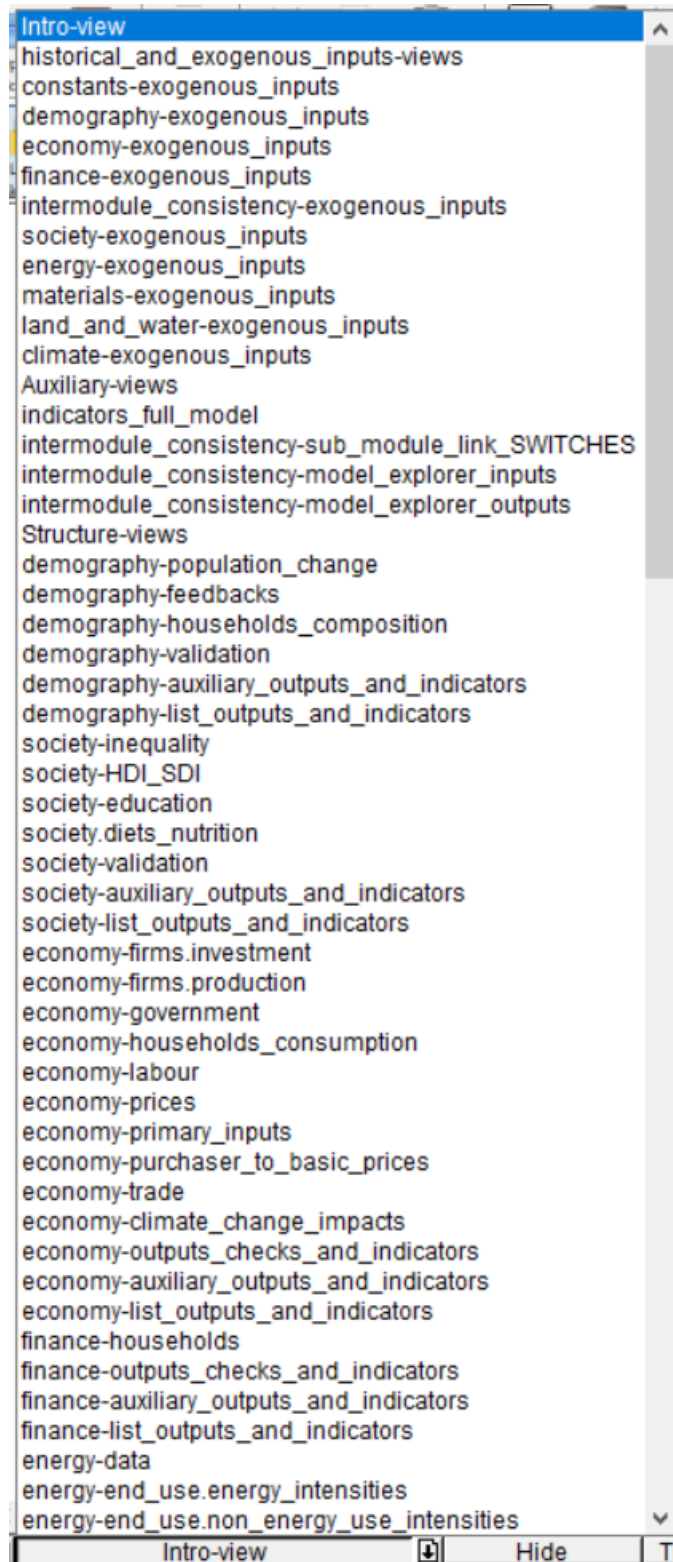 Intro-view
historical_and_exogenous_inputs-views
constants-exogenous_inputs
demography-exogenous_inputs
economy-exogenous_inputs
finance-exogenous_inputs
intermodule_consistency-exogenous_inputs
society-exogenous_inputs
energy-exogenous_inputs
materials-exogenous_inputs
land_and_water-exogenous_inputs
climate-exogenous_inputs
Auxiliary-views
indicators_full_model
intermodule_consistency-sub_module_link_SWITCHES
intermodule_consistency-model_explorer_inputs
intermodule_consistency-model_explorer_outputs
Structure-views
demography-population_change
demography-feedbacks
demography-households_composition
demography-validation
demography-auxiliary_outputs_and_indicators
demography-list_outputs_and_indicators
society-inequality
society-HDI_SDI
society-education
society.diets_nutrition
society-validation
society-auxiliary_outputs_and_indicators
society-list_outputs_and_indicators
economy-firms.investment
economy-firms.production
economy-government
economy-households_consumption
economy-labour
economy-prices
economy-primary_inputs
economy-purchaser_to_basic_prices
economy-trade
economy-climate_change_impacts
economy-outputs_checks_and_indicators
economy-auxiliary_outputs_and_indicators
economy-list_outputs_and_indicators
finance-households
finance-outputs_checks_and_indicators
finance-auxiliary_outputs_and_indicators
finance-list_outputs_and_indicators
energy-data
energy-end_use.energy_intensities
energy-end_use.non_energy_use_intensities
Intro-view Hide T